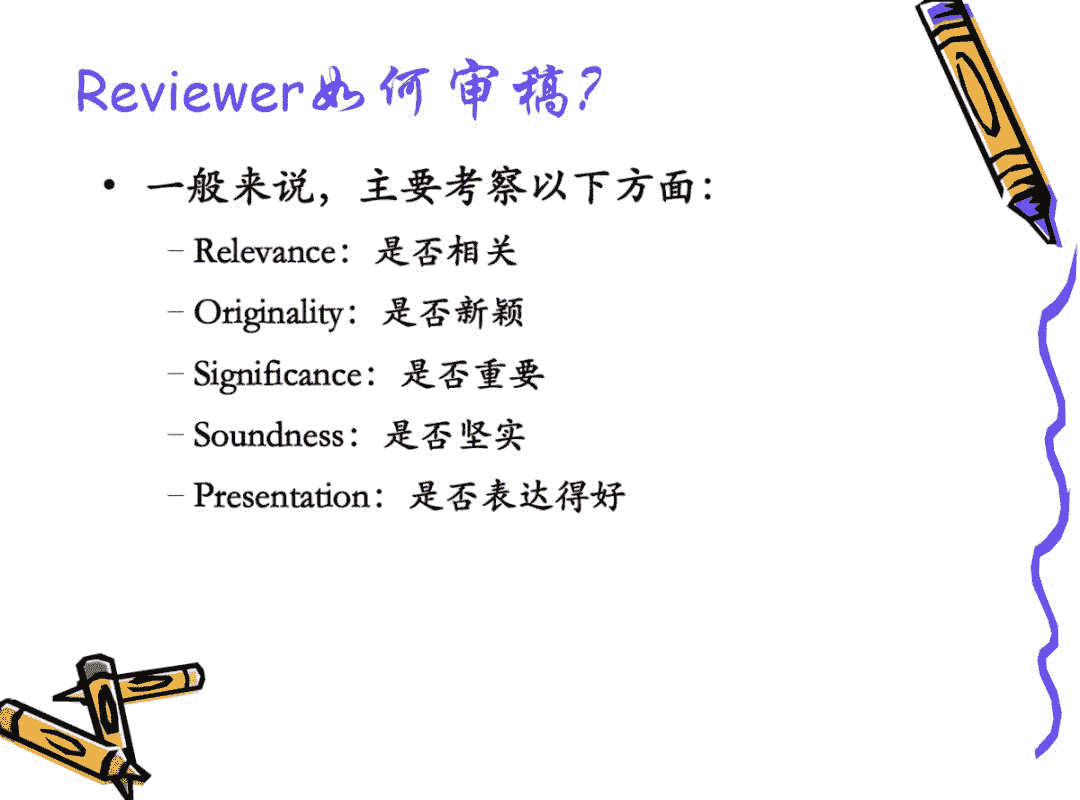 Reviewer如何审稿?
• 一般来说，主要考察以下方面：
– Relevance：是否相关
– Originality：是否新颖
– Significance：是否重要
– Soundness：是否坚实
– Presentation：是否表达得好